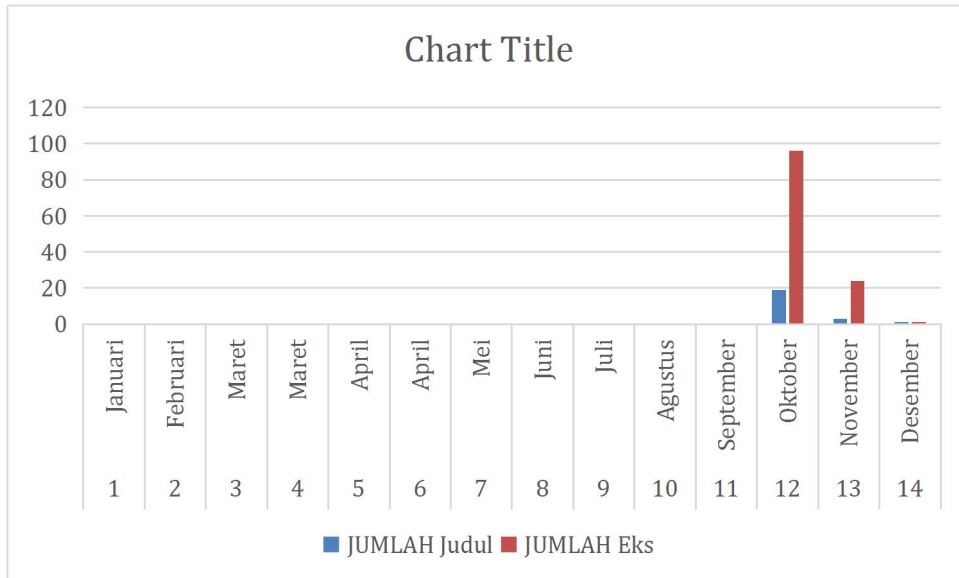 Chart Title
120
100
80
60
40
20
0
Januari
Februari
Maret
Maret
April
April
Mei
Juni
Juli
Agustus
September
Oktober
November
Desember
1 2 3 4 5 6 7 8 9 10 11 12 13 14
JUMLAH Judul JUMLAH Eks